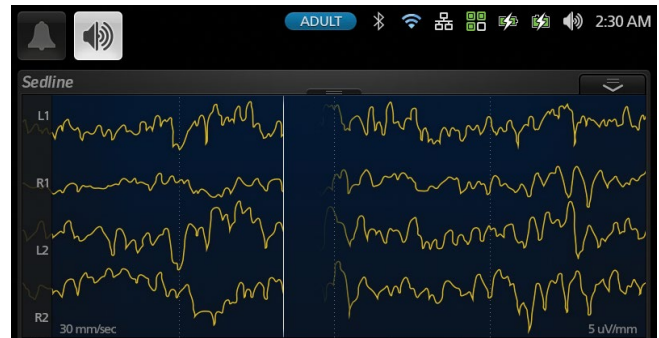 ADULT 2:30 AM
Sedline
L1
R1
L2
R2
30 mm/sec 5 uV/mm